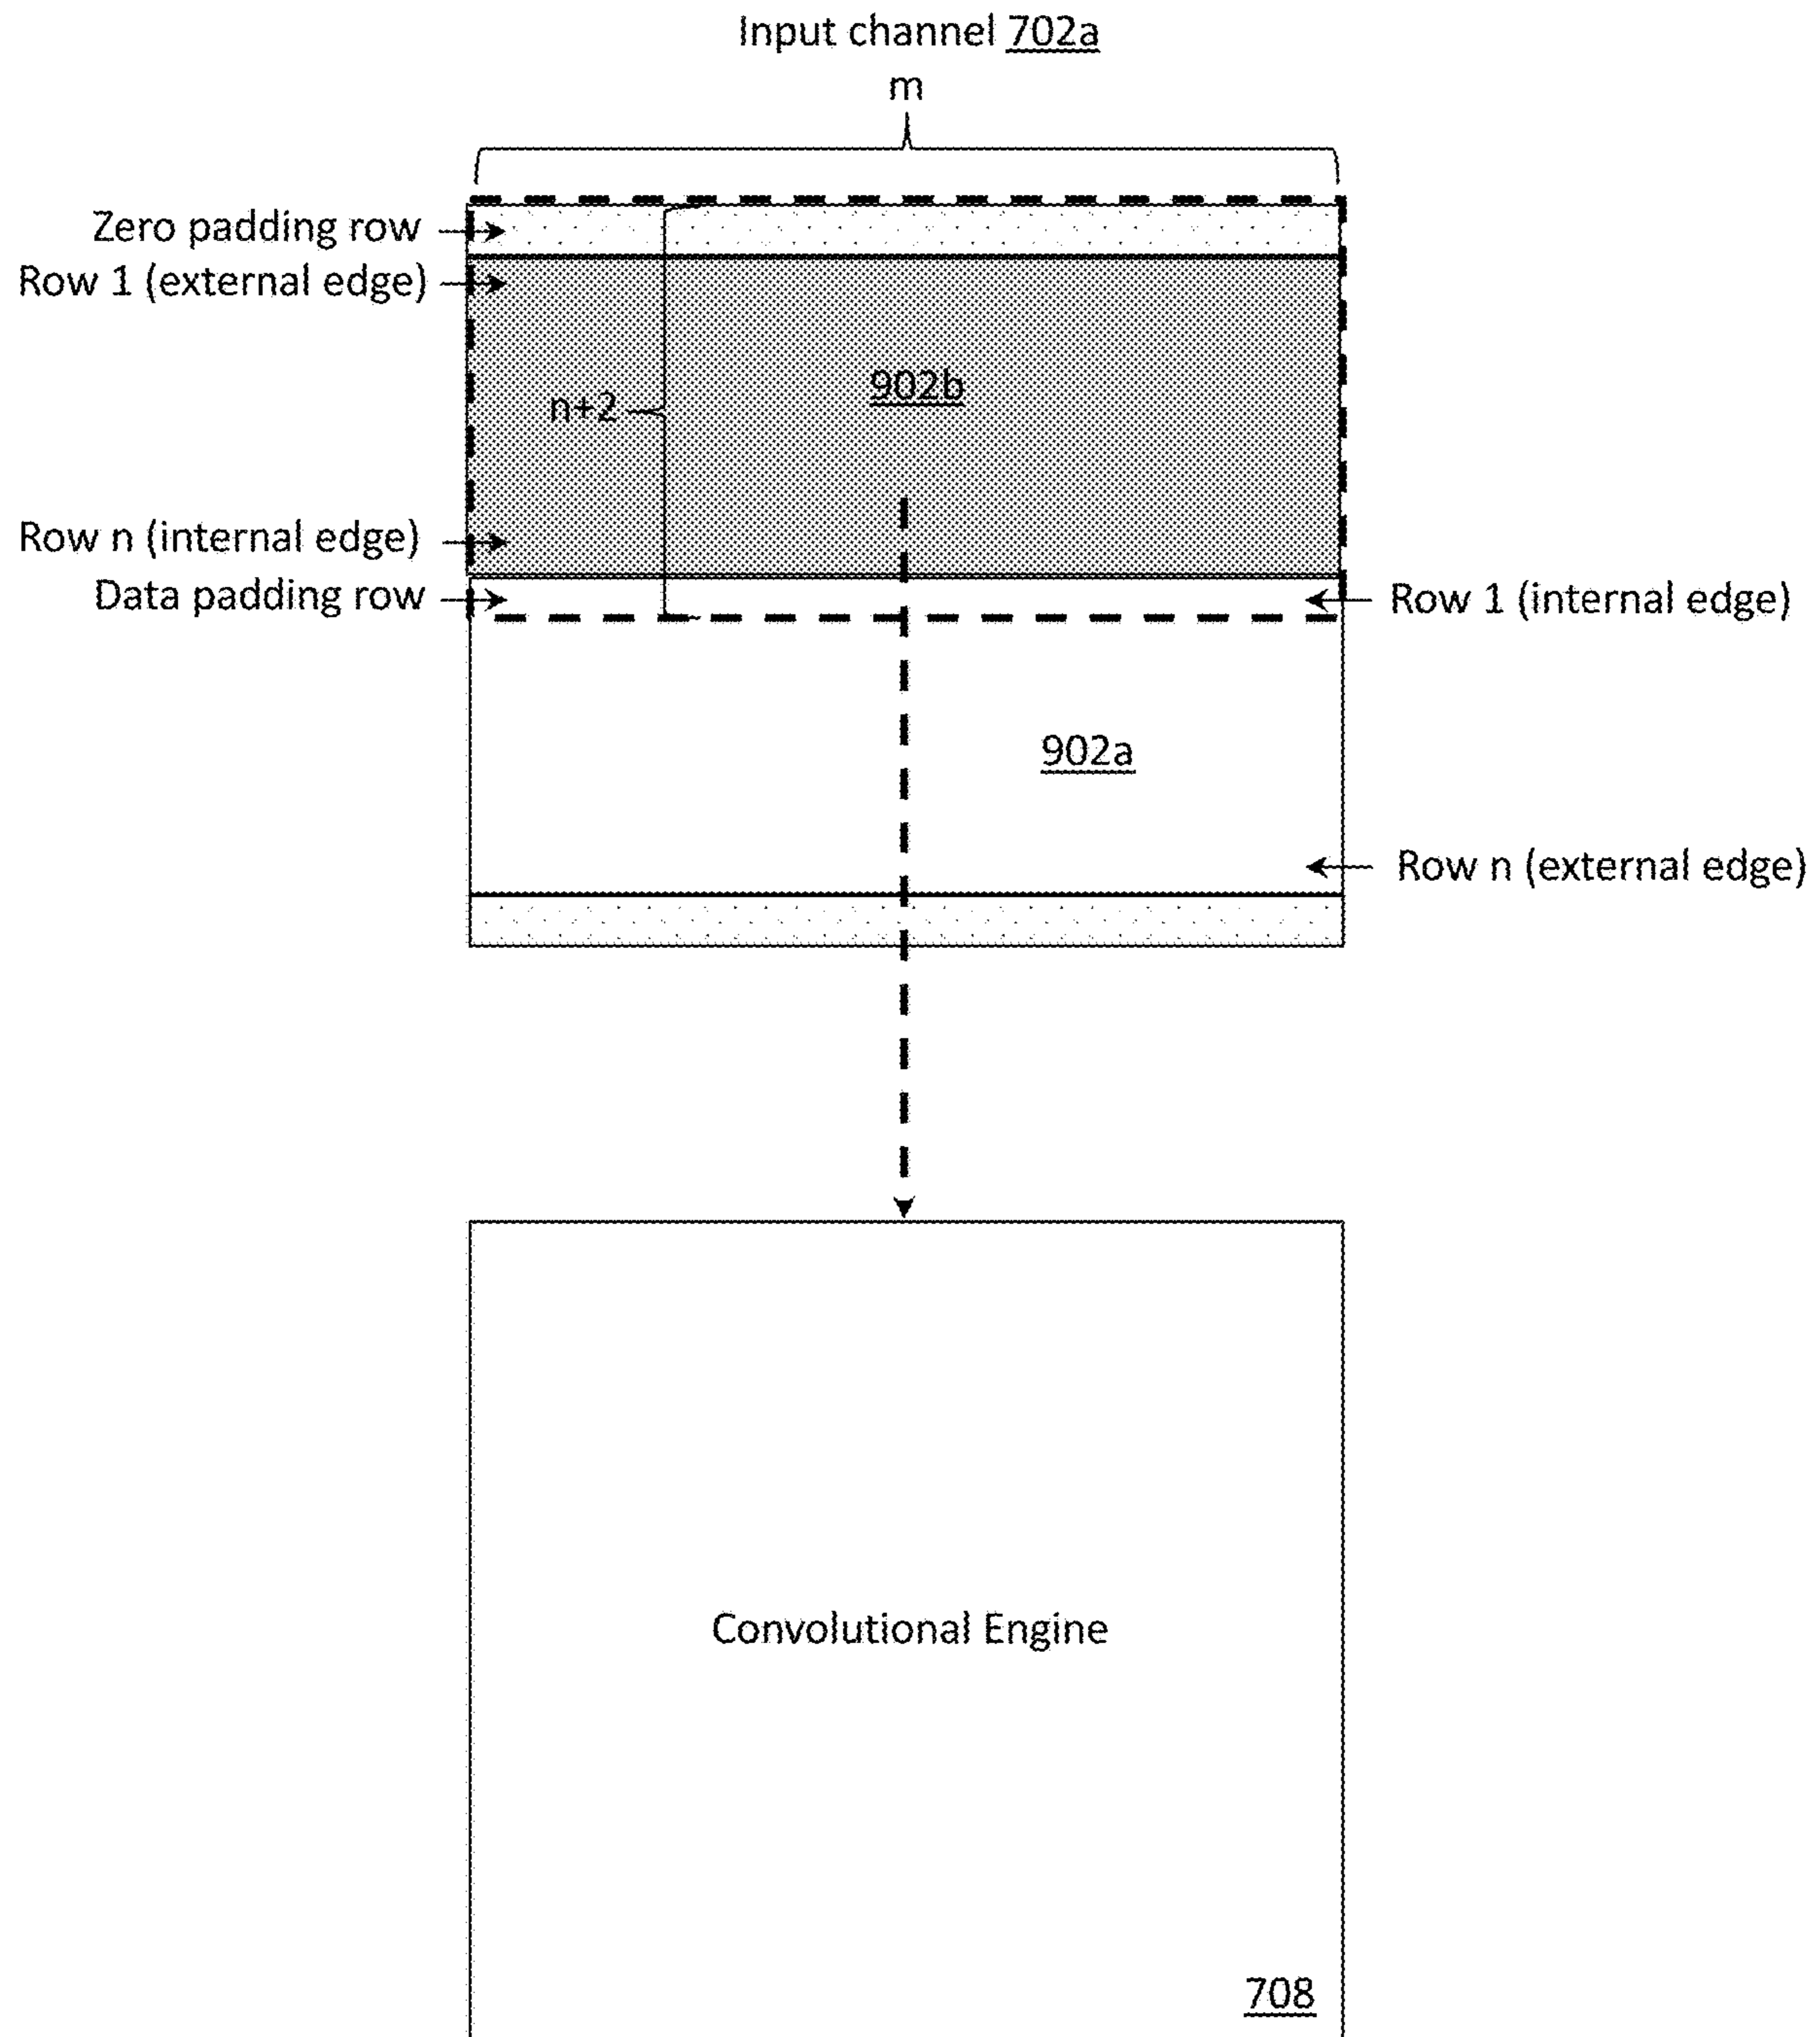 Input channel 702a
m
Zero padding row
Row 1 (external edge)
902b
n+2
Row n (internal edge)
Data padding row
Row 1 (internal edge)
902a
Row n (external edge)
Convolutional Engine
708